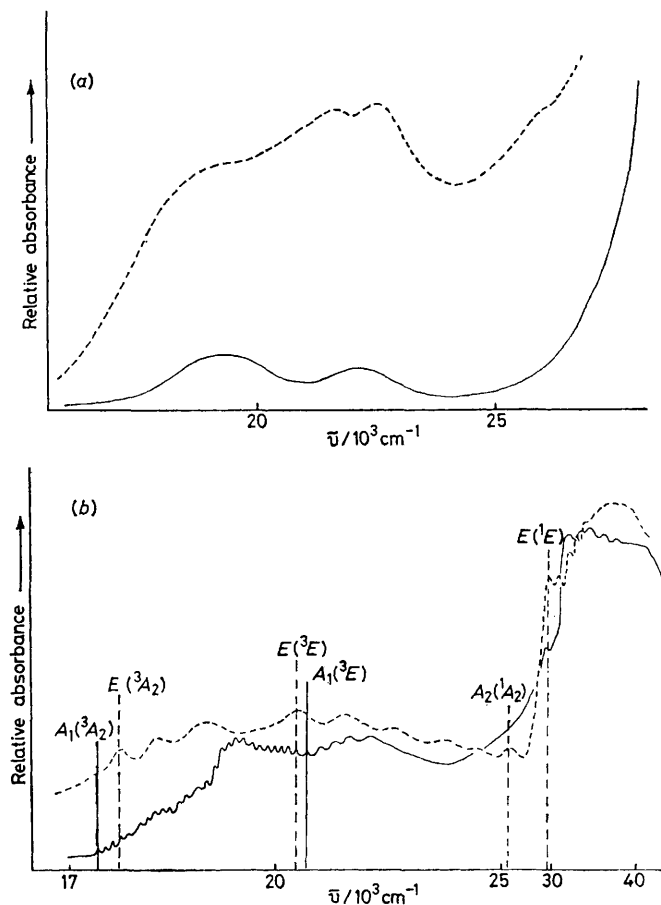 (a)
Relative absorbance
20
25
ῡ/10³cm⁻¹
(b)
Relative absorbance
E(¹E)
E(³E)
A₁(³E)
E(³A₂)
A₂(¹A₂)
A₁(³A₂)
17
20
25
30
40
ῡ/10³cm⁻¹